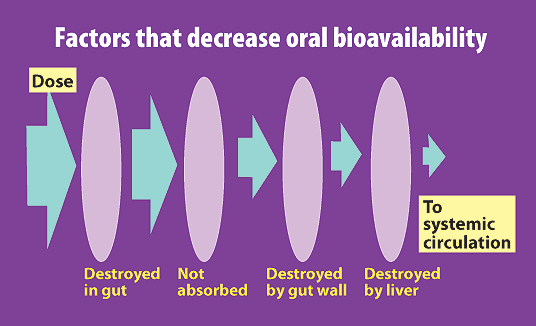 Factors that decrease oral bioavailability
Dose
To
systemic
circulation
Destroyed
in gut
Not
absorbed
Destroyed
by gut wall
Destroyed
by liver